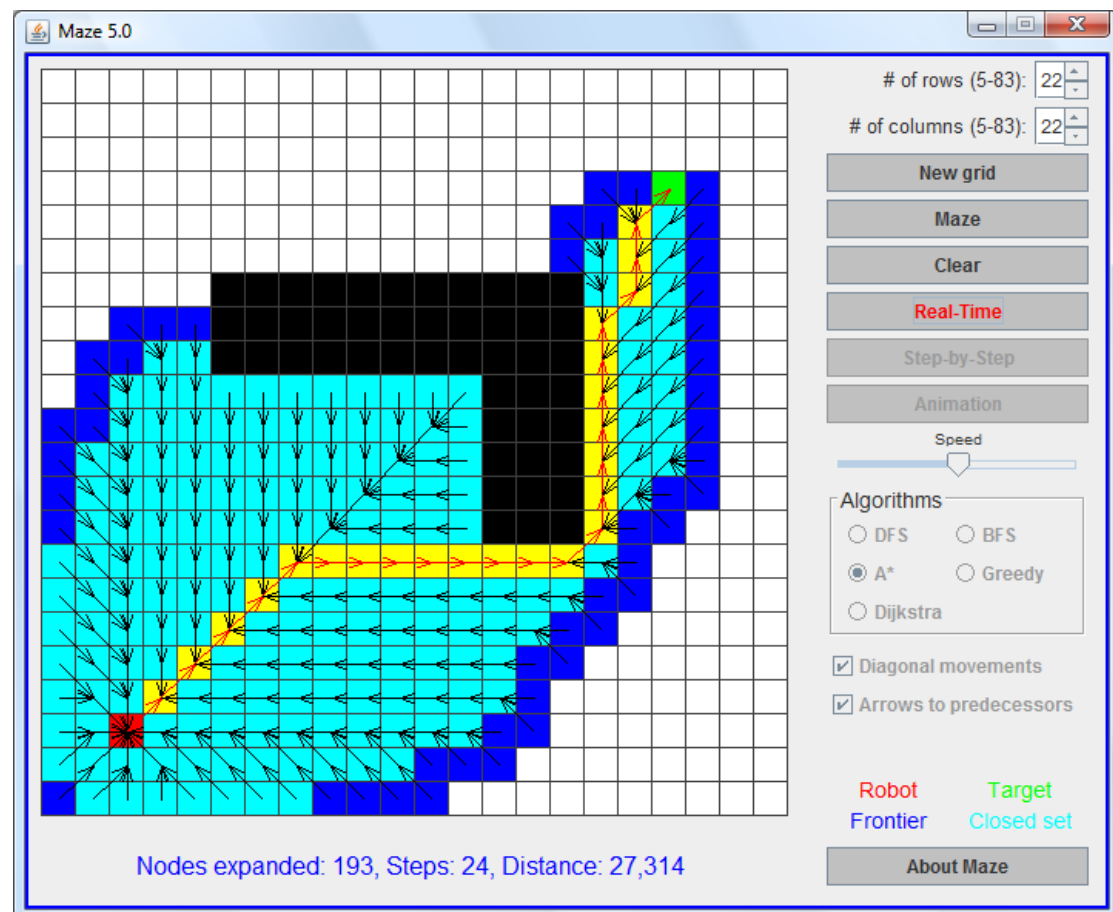 Maze 5.0
# of rows (5-83): 22
# of columns (5-83): 22
New grid
Maze
Clear
Real-Time
Step-by-Step
Animation
Speed
Algorithms
DFS BFS
A* Greedy
Dijkstra
Diagonal movements
Arrows to predecessors
Robot Target
Frontier Closed set
About Maze
Nodes expanded: 193, Steps: 24, Distance: 27,314